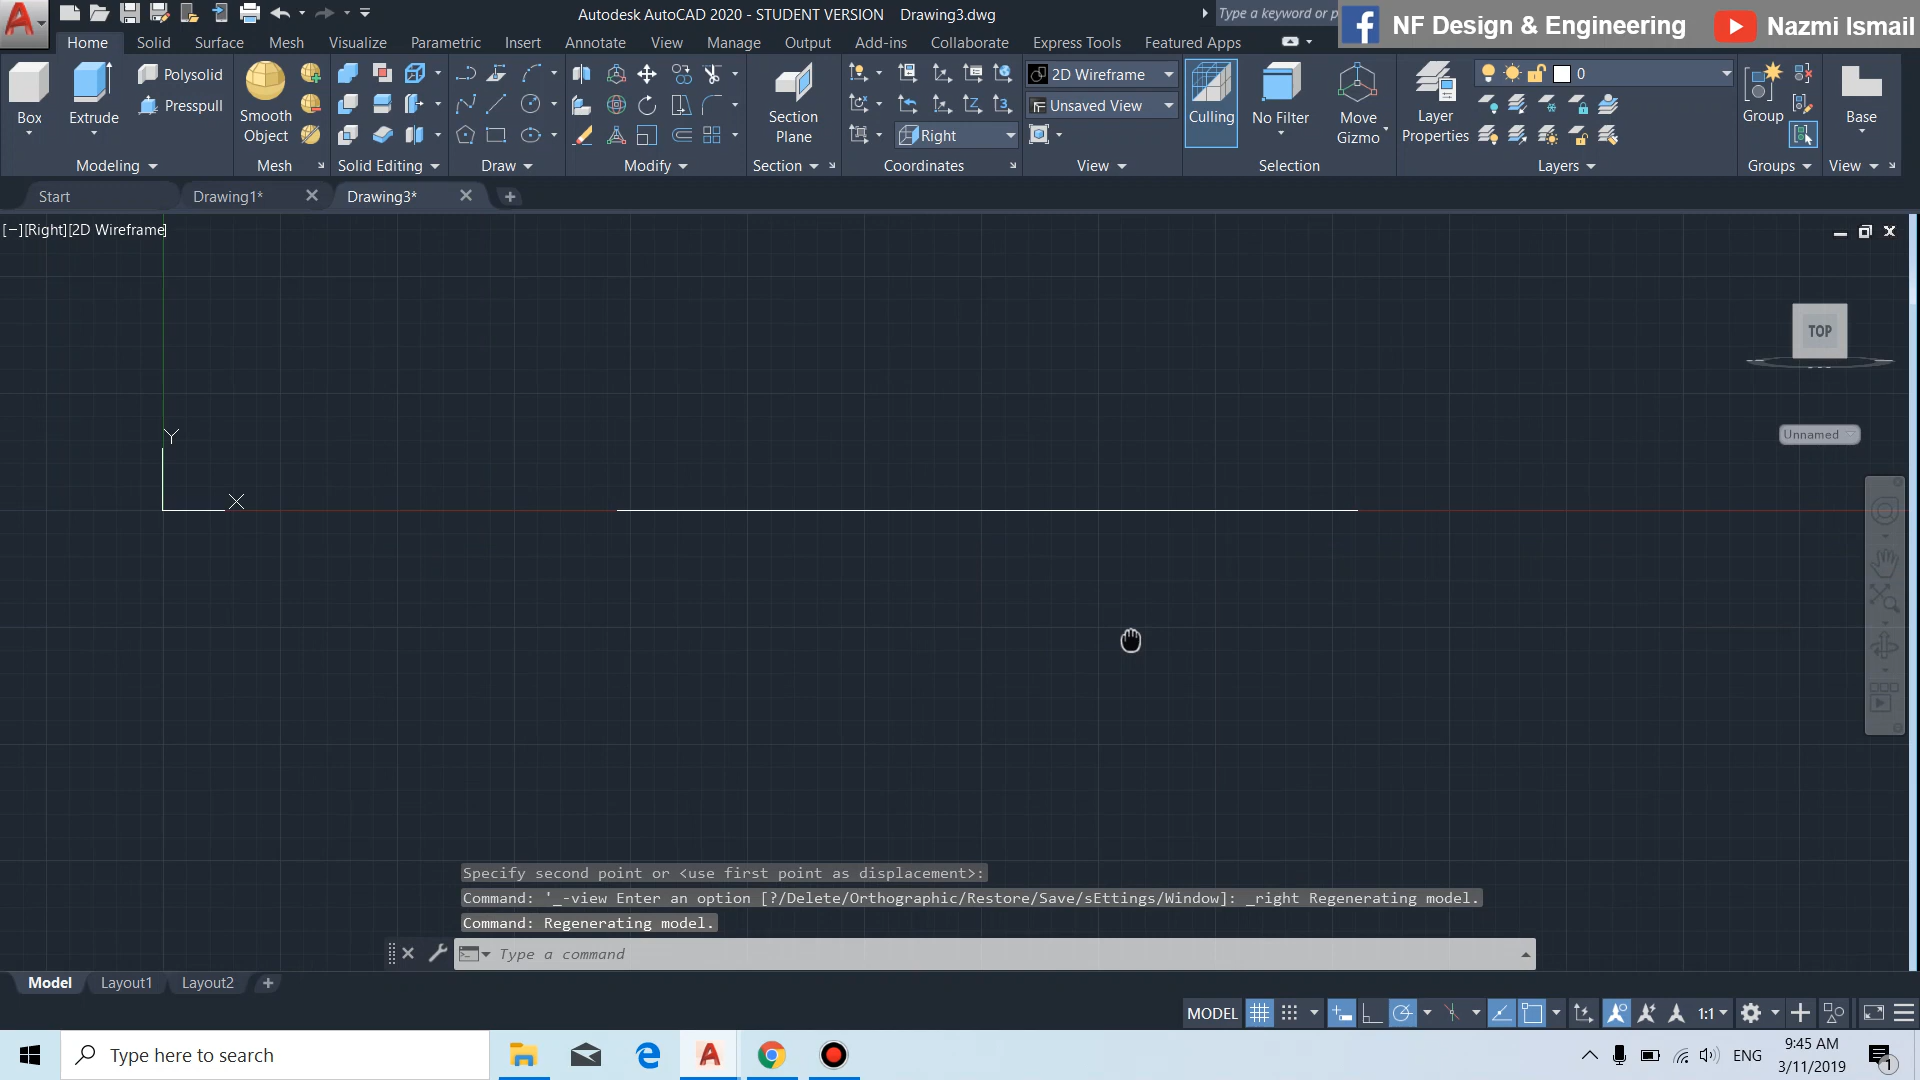 Autodesk AutoCAD 2020 - STUDENT VERSION Drawing3.dwg
Type a keyword or p
NF Design & Engineering
Nazmi Ismail
Home Solid Surface Mesh Visualize Parametric Insert Annotate View Manage Output Add-ins Collaborate Express Tools Featured Apps
Box
Extrude
Polysolid
Presspull
Smooth
Object
Section
Plane
Right
2D Wireframe
Unsaved View
Culling
No Filter
Move
Gizmo
Layer
Properties
0
Group
Base
Modeling
Mesh
Solid Editing
Draw
Modify
Section
Coordinates
View
Selection
Layers
Groups
View
Start
Drawing1*
Drawing3*
[−][Right][2D Wireframe]
TOP
Unnamed
Y
X
Specify second point or <use first point as displacement>:
Command: '_-view Enter an option [?/Delete/Orthographic/Restore/Save/sEttings/Window]: _right Regenerating model.
Command: Regenerating model.
Type a command
Model
Layout1
Layout2
MODEL
1:1
Type here to search
ENG
9:45 AM
3/11/2019
1